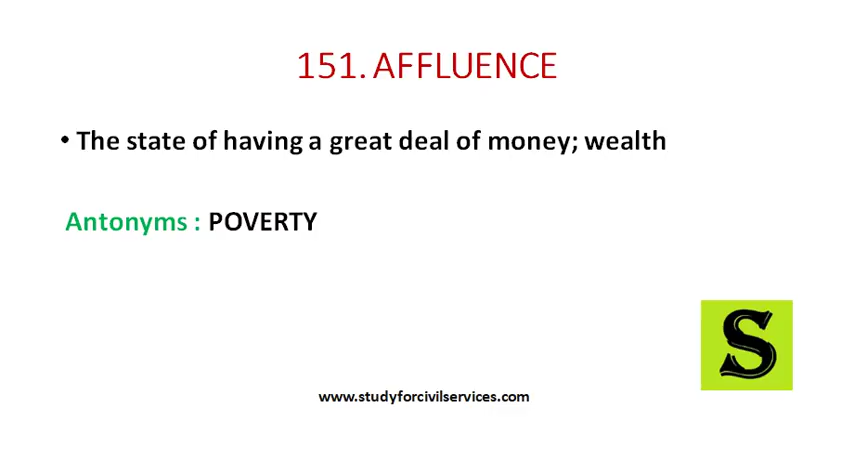 151. AFFLUENCE
• The state of having a great deal of money; wealth
Antonyms : POVERTY
S
www.studyforcivilservices.com